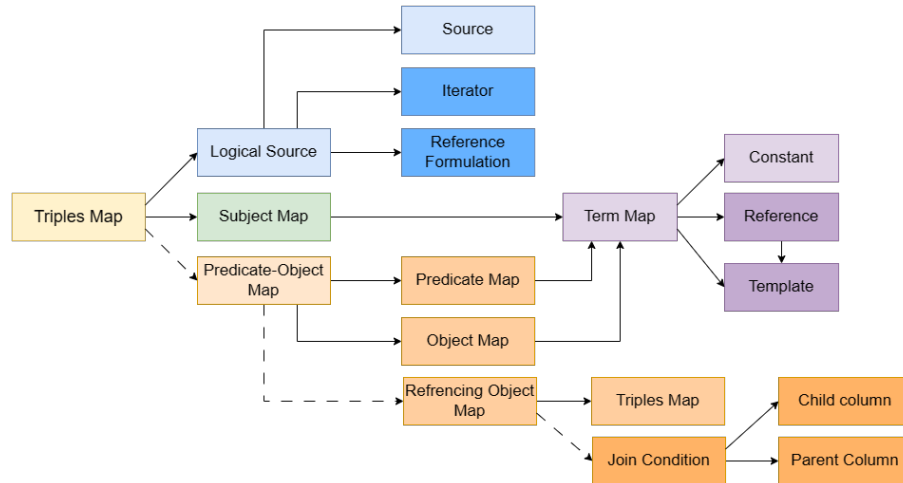 Source
Iterator
Logical Source
Reference
Formulation
Constant
Triples Map
Subject Map
Term Map
Reference
Predicate-Object
Map
Predicate Map
Template
Object Map
Refrencing Object
Map
Triples Map
Child column
Join Condition
Parent Column